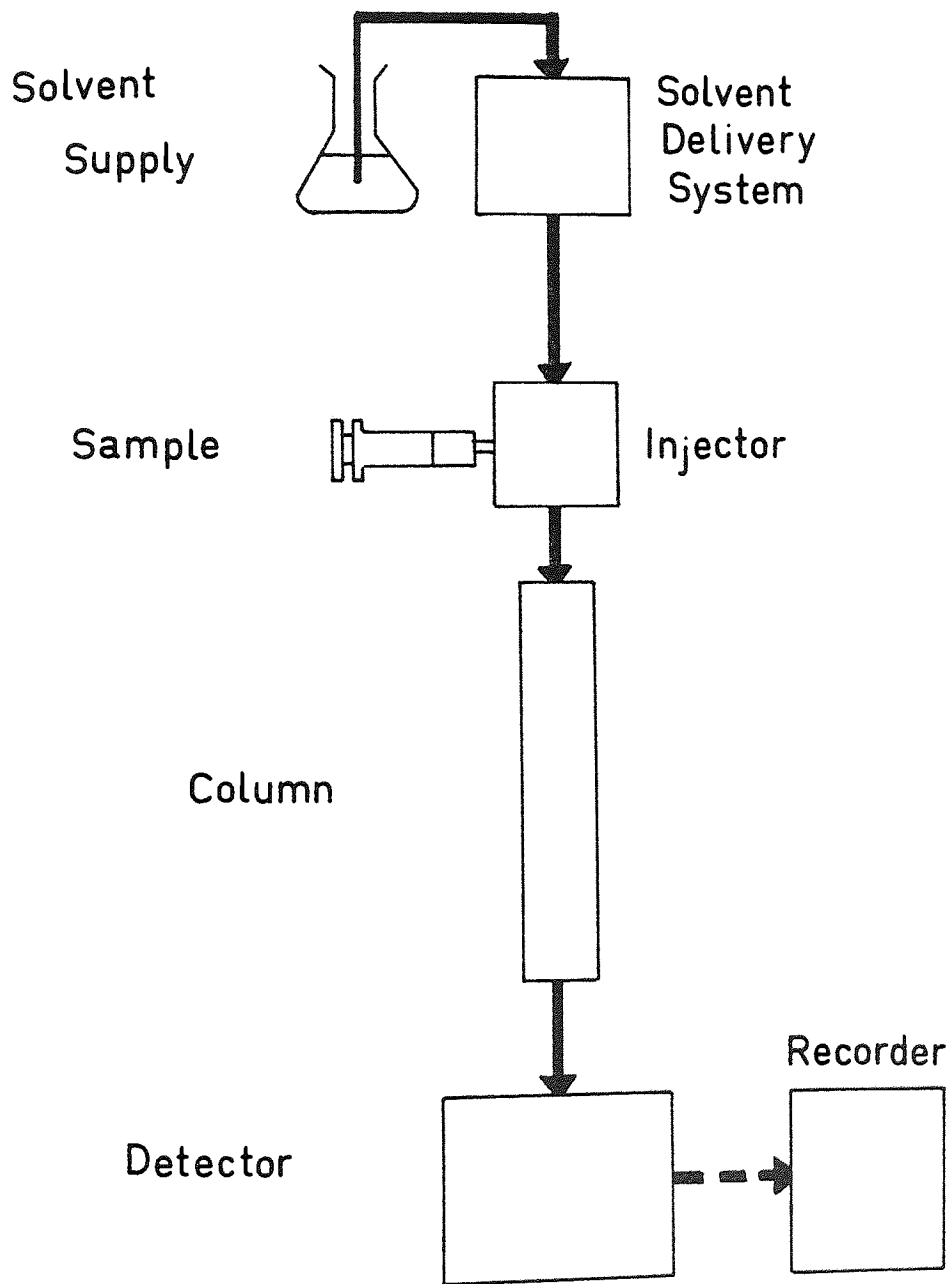 Solvent
Supply
Solvent
Delivery
System
Sample
Injector
Column
Recorder
Detector